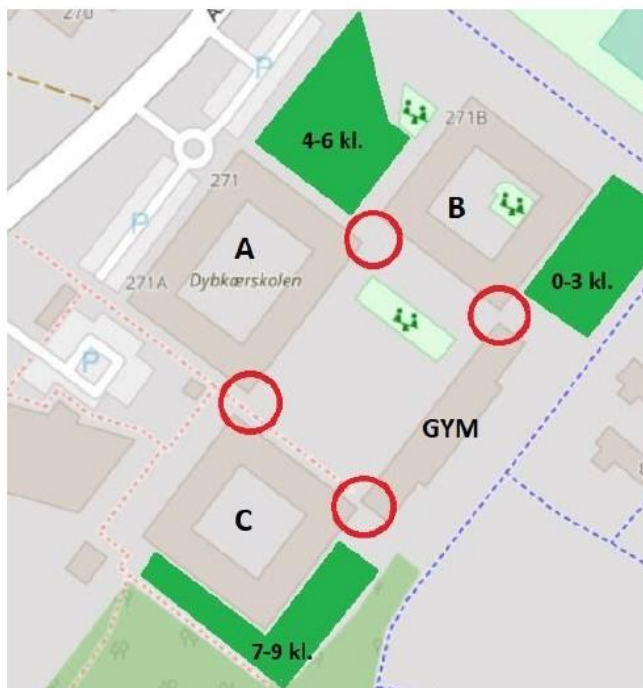 270
P
4-6 kl.
271B
271
P
A
B
271A
Dybkærskolen
0-3 kl.
P
GYM
C
7-9 kl.